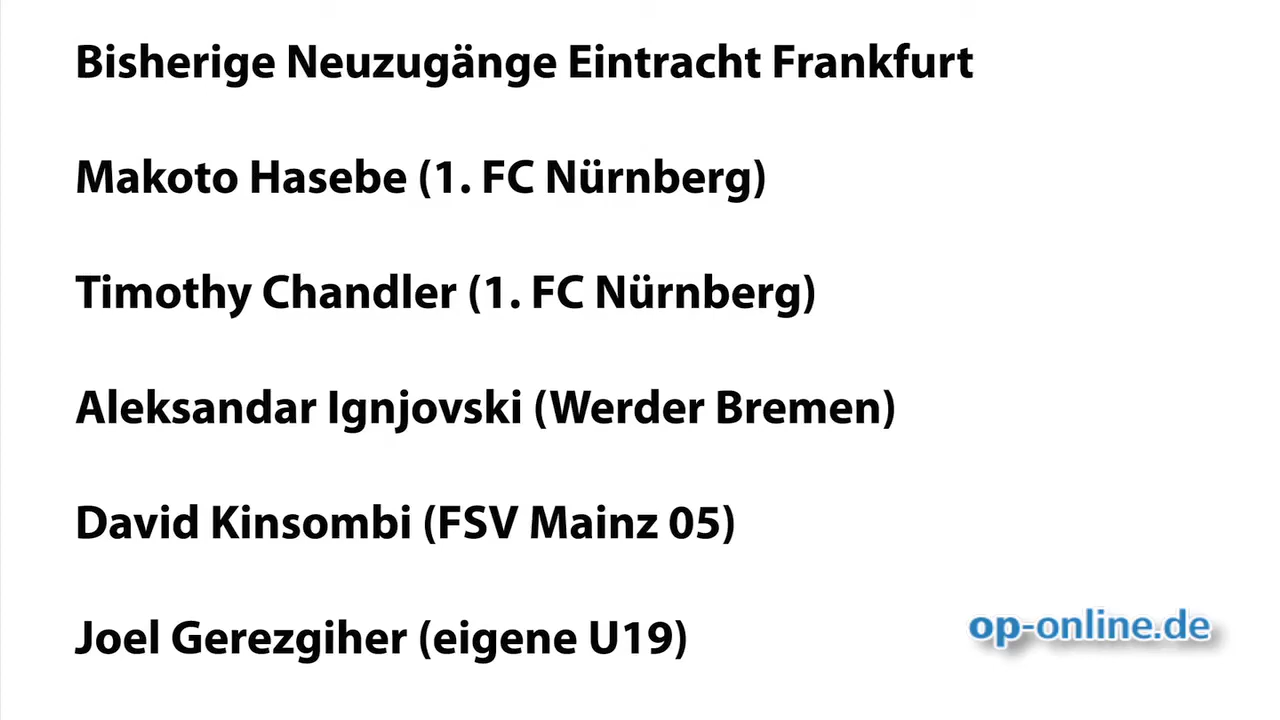 Bisherige Neuzugänge Eintracht Frankfurt
Makoto Hasebe (1. FC Nürnberg)
Timothy Chandler (1. FC Nürnberg)
Aleksandar Ignjovski (Werder Bremen)
David Kinsombi (FSV Mainz 05)
Joel Gerezgiher (eigene U19)
op-online.de